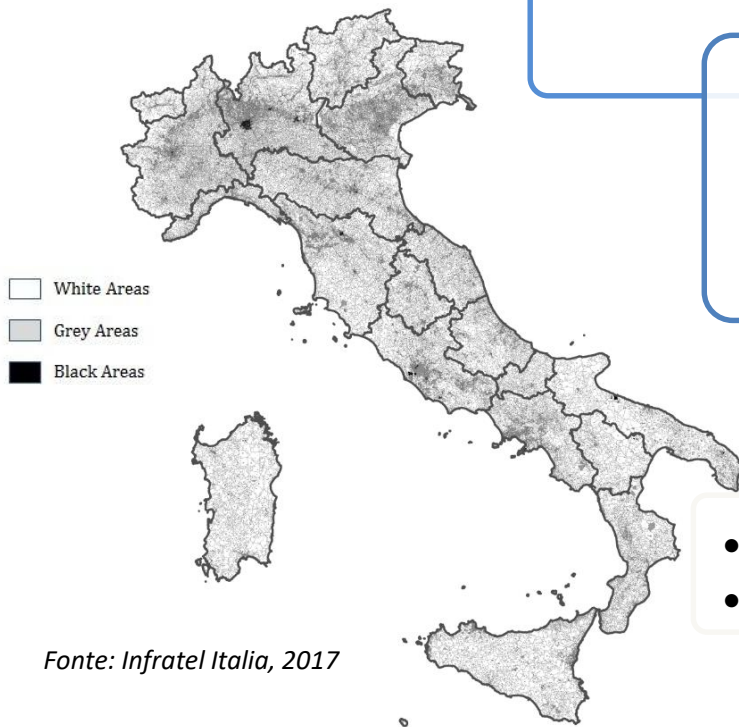 White Areas
Grey Areas
Black Areas
•
•
Fonte: Infratel Italia, 2017